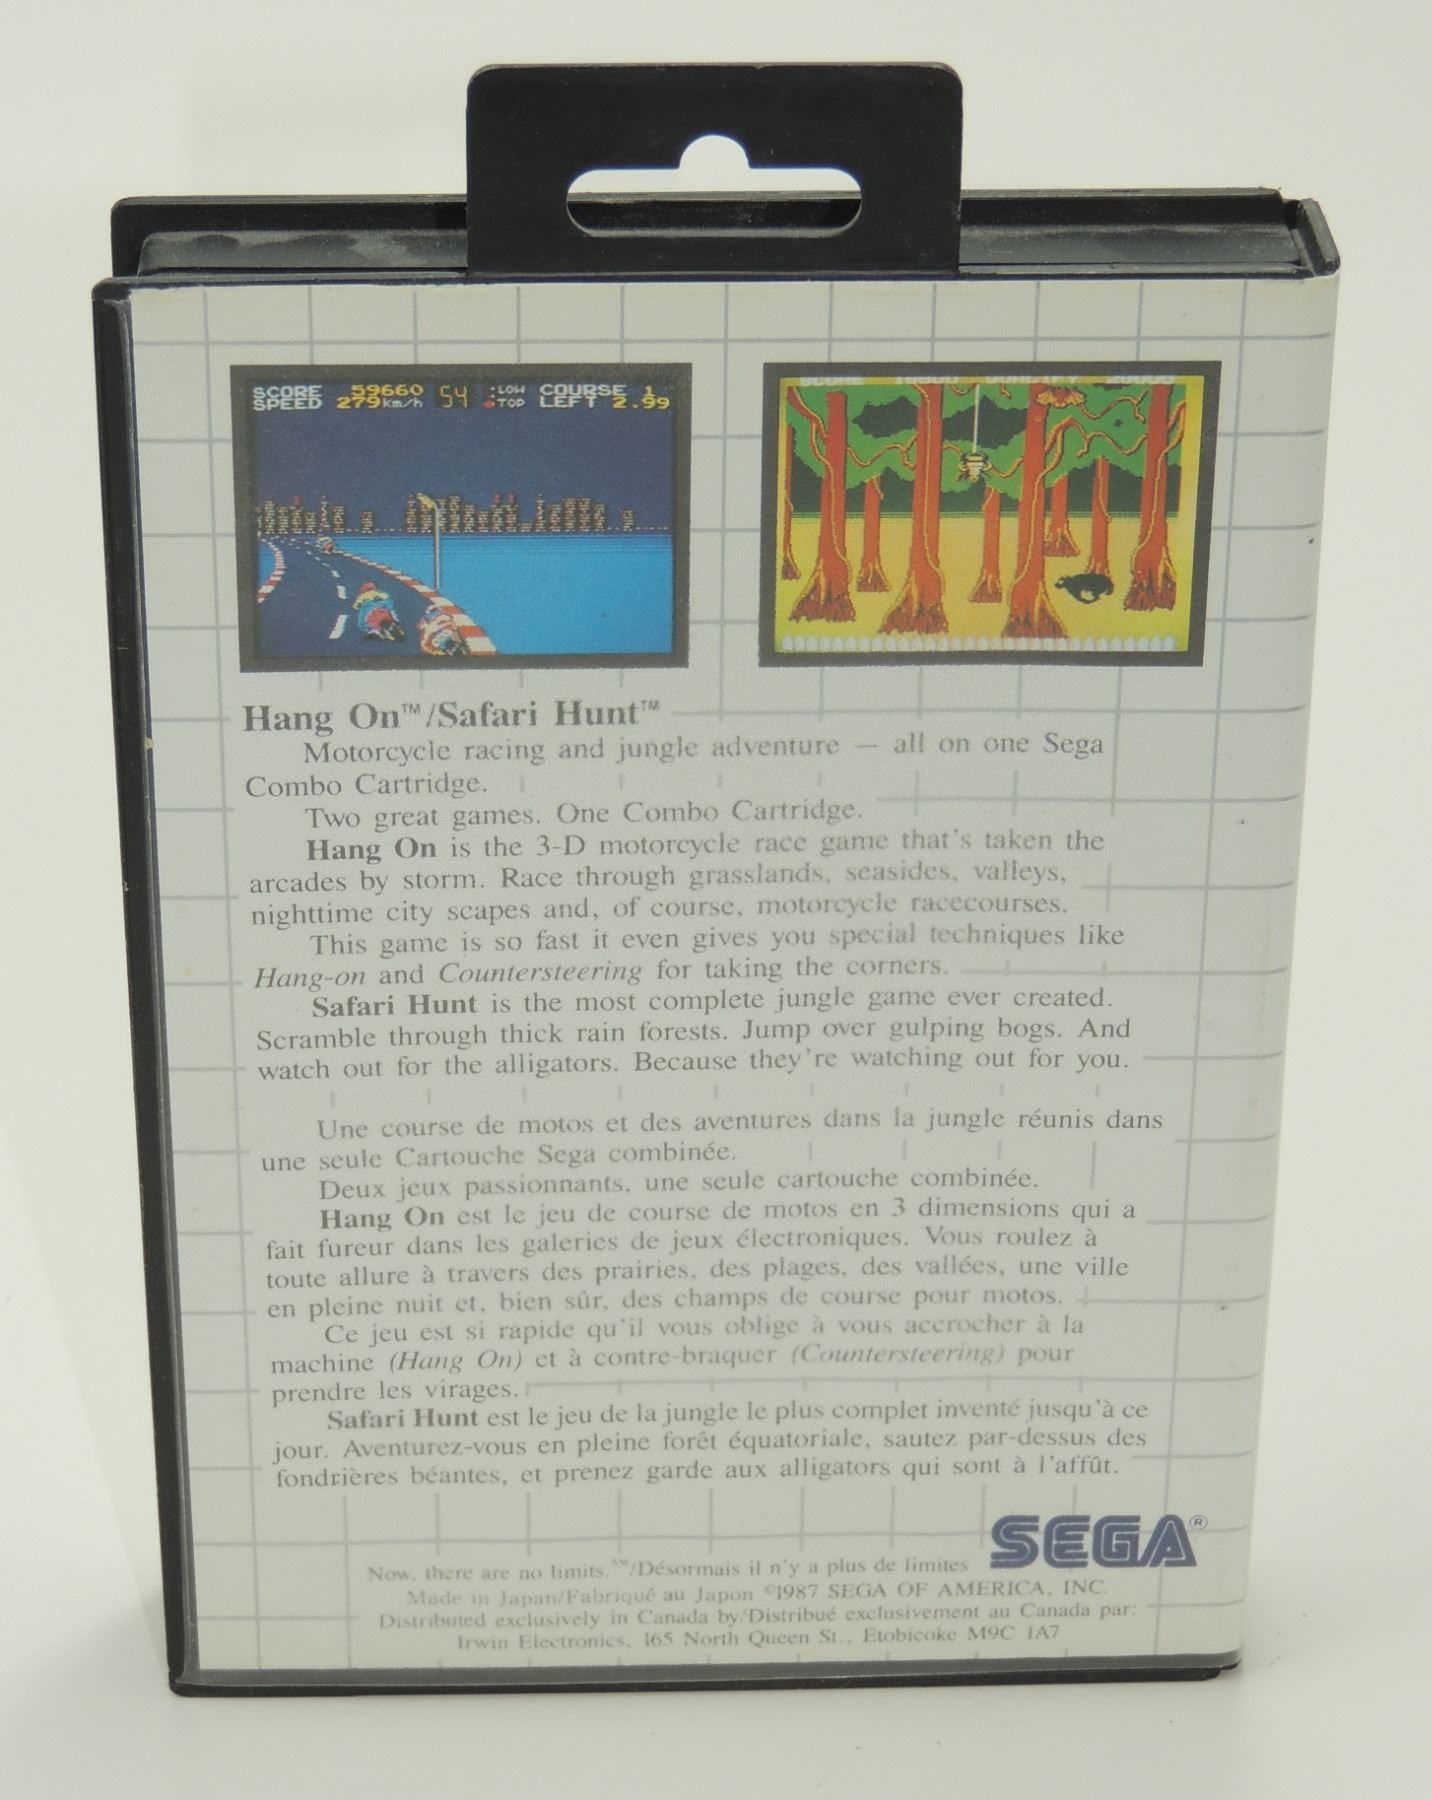 SCORE 59660 54 :LOW COURSE 1
SPEED 279km/h :TOP LEFT 2.99
Hang On™/Safari Hunt™
Motorcycle racing and jungle adventure — all on one Sega
Combo Cartridge.
Two great games. One Combo Cartridge.
Hang On is the 3-D motorcycle race game that's taken the
arcades by storm. Race through grasslands, seasides, valleys,
nighttime city scapes and, of course, motorcycle racecourses.
This game is so fast it even gives you special techniques like
Hang-on and Countersteering for taking the corners.
Safari Hunt is the most complete jungle game ever created.
Scramble through thick rain forests. Jump over gulping bogs. And
watch out for the alligators. Because they're watching out for you.
Une course de motos et des aventures dans la jungle réunis dans
une seule Cartouche Sega combinée.
Deux jeux passionnants, une seule cartouche combinée.
Hang On est le jeu de course de motos en 3 dimensions qui a
fait fureur dans les galeries de jeux électroniques. Vous roulez à
toute allure à travers des prairies, des plages, des vallées, une ville
en pleine nuit et, bien sûr, des champs de course pour motos.
Ce jeu est si rapide qu'il vous oblige à vous accrocher à la
machine (Hang On) et à contre-braquer (Countersteering) pour
prendre les virages.
Safari Hunt est le jeu de la jungle le plus complet inventé jusqu'à ce
jour. Aventurez-vous en pleine forêt équatoriale, sautez par-dessus des
fondrières béantes, et prenez garde aux alligators qui sont à l'affût.
SEGA®
Now, there are no limits.℠/Désormais il n'y a plus de limites
Made in Japan/Fabriqué au Japon ©1987 SEGA OF AMERICA, INC.
Distributed exclusively in Canada by/Distribué exclusivement au Canada par:
Irwin Electronics, 165 North Queen St., Etobicoke M9C 1A7